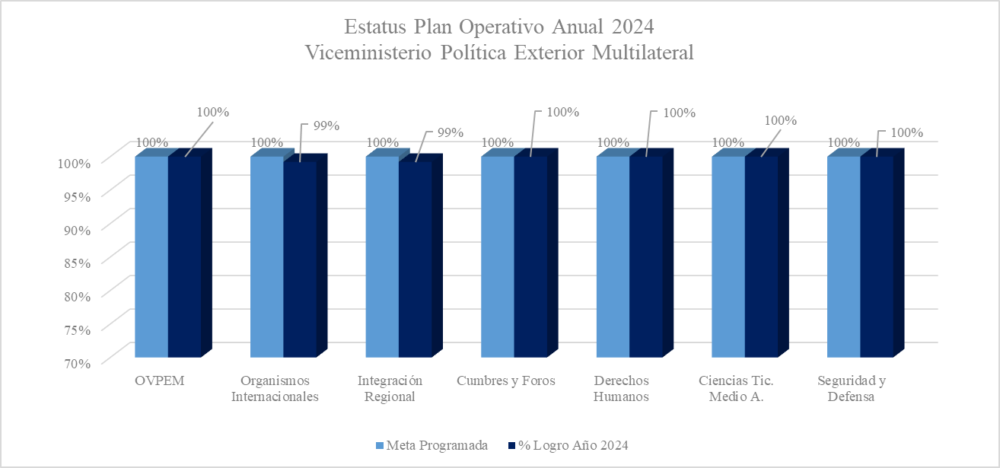 Estatus Plan Operativo Anual 2024
Viceministerio Política Exterior Multilateral
100%
99%
99%
100%
100%
100%
100%
100%
100%
100%
100%
100%
100%
100%
100%
95%
90%
85%
80%
75%
70%
OVPEM
Organismos
Internacionales
Integración
Regional
Cumbres y Foros
Derechos
Humanos
Ciencias Tic.
Medio A.
Seguridad y
Defensa
Meta Programada
% Logro Año 2024